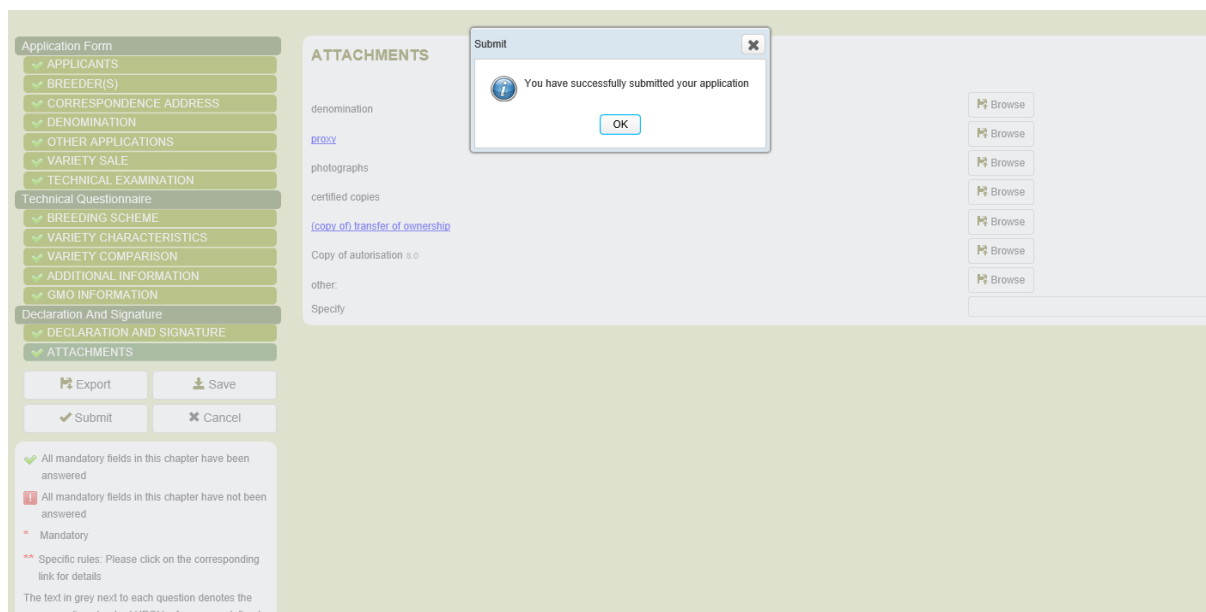 Application Form
APPLICANTS
BREEDER(S)
CORRESPONDENCE ADDRESS
DENOMINATION
OTHER APPLICATIONS
VARIETY SALE
TECHNICAL EXAMINATION
Technical Questionnaire
BREEDING SCHEME
VARIETY CHARACTERISTICS
VARIETY COMPARISON
ADDITIONAL INFORMATION
GMO INFORMATION
Declaration And Signature
DECLARATION AND SIGNATURE
ATTACHMENTS
Export
Save
Submit
Cancel
All mandatory fields in this chapter have been
answered
All mandatory fields in this chapter have not been
answered
* Mandatory
** Specific rules: Please click on the corresponding
link for details
The text in grey next to each question denotes the
ATTACHMENTS
denomination
Browse
proxy
Browse
photographs
Browse
certified copies
Browse
(copy of) transfer of ownership
Browse
Copy of autorisation 8.0
Browse
other:
Browse
Specify
Submit
You have successfully submitted your application
OK